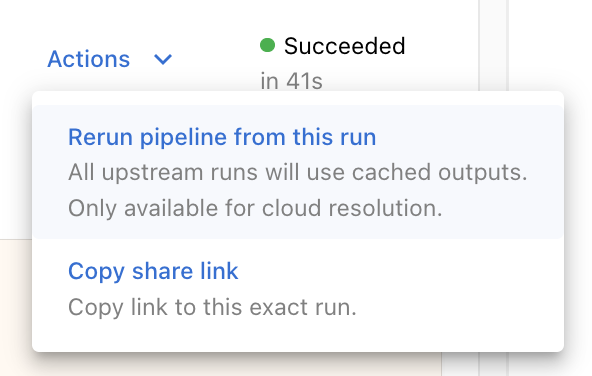 Actions
Succeeded
in 41s
Rerun pipeline from this run
All upstream runs will use cached outputs.
Only available for cloud resolution.
Copy share link
Copy link to this exact run.